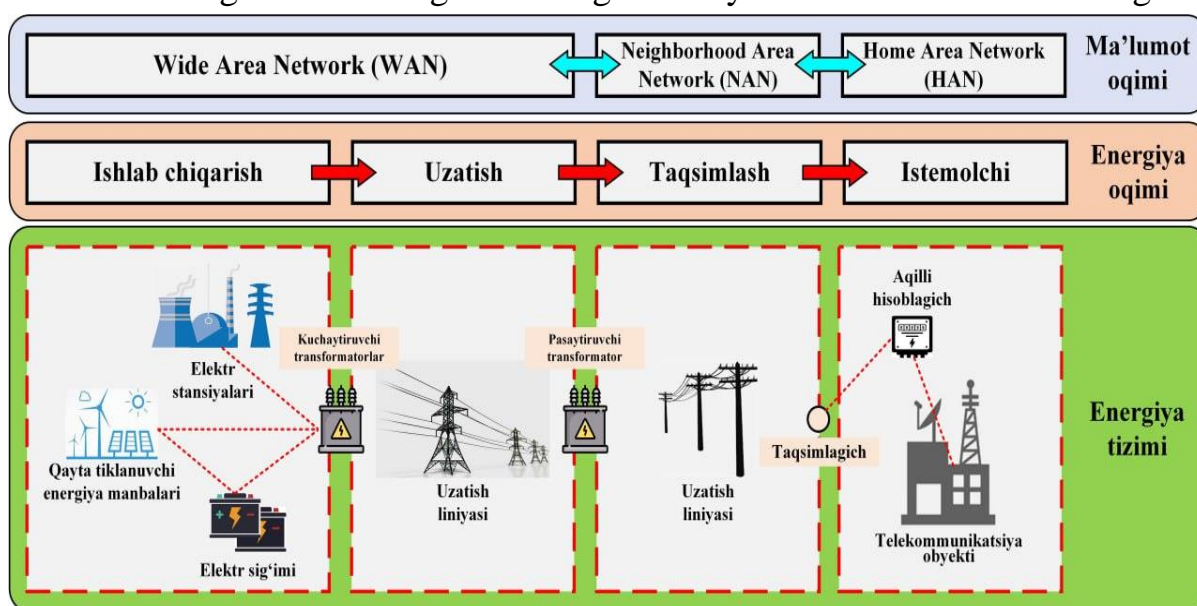 Wide Area Network (WAN)
Neighborhood Area
Network (NAN)
Home Area Network
(HAN)
Ma’lumot
oqimi
Ishlab chiqarish
Uzatish
Taqsimlash
Istemolchi
Energiya
oqimi
Elektr
stansiyalari
Qayta tiklanuvchi
energiya manbalari
Elektr sig‘imi
Kuchaytiruvchi
transformatorlar
Uzatish
liniyasi
Pasaytiruvchi
transformator
Uzatish
liniyasi
Taqsimlagich
Aqilli
hisoblagich
Telekommunikatsiya
obyekti
Energiya
tizimi